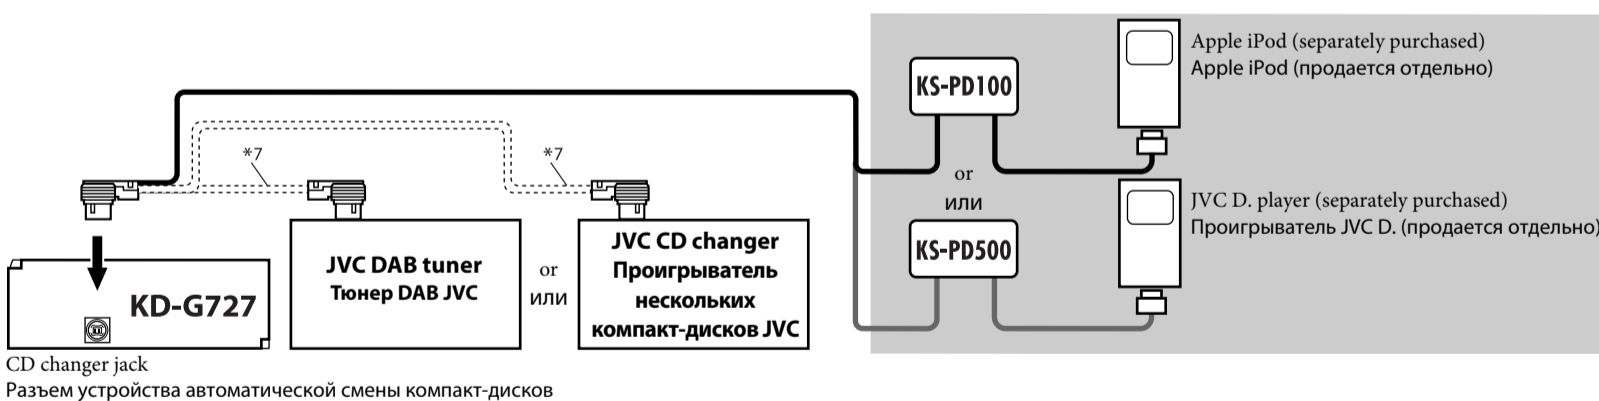 Apple iPod (separately purchased)
Apple iPod (продается отдельно)
KS-PD100
*7
*7
or
или
JVC D. player (separately purchased)
Проигрыватель JVC D. (продается отдельно)
KS-PD500
KD-G727
JVC DAB tuner
Тюнер DAB JVC
or
или
JVC CD changer
Проигрыватель
нескольких
компакт-дисков JVC
CD changer jack
Разъем устройства автоматической смены компакт-дисков